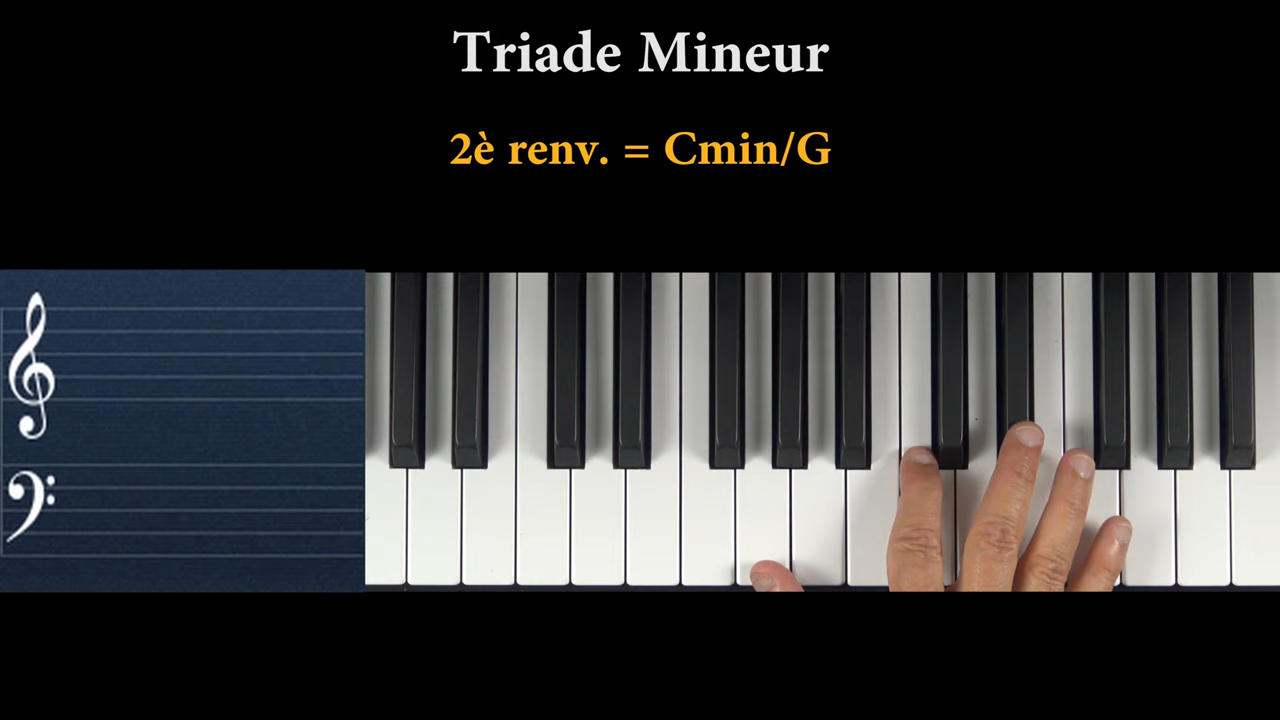 Triade Mineur
2è renv. = Cmin/G